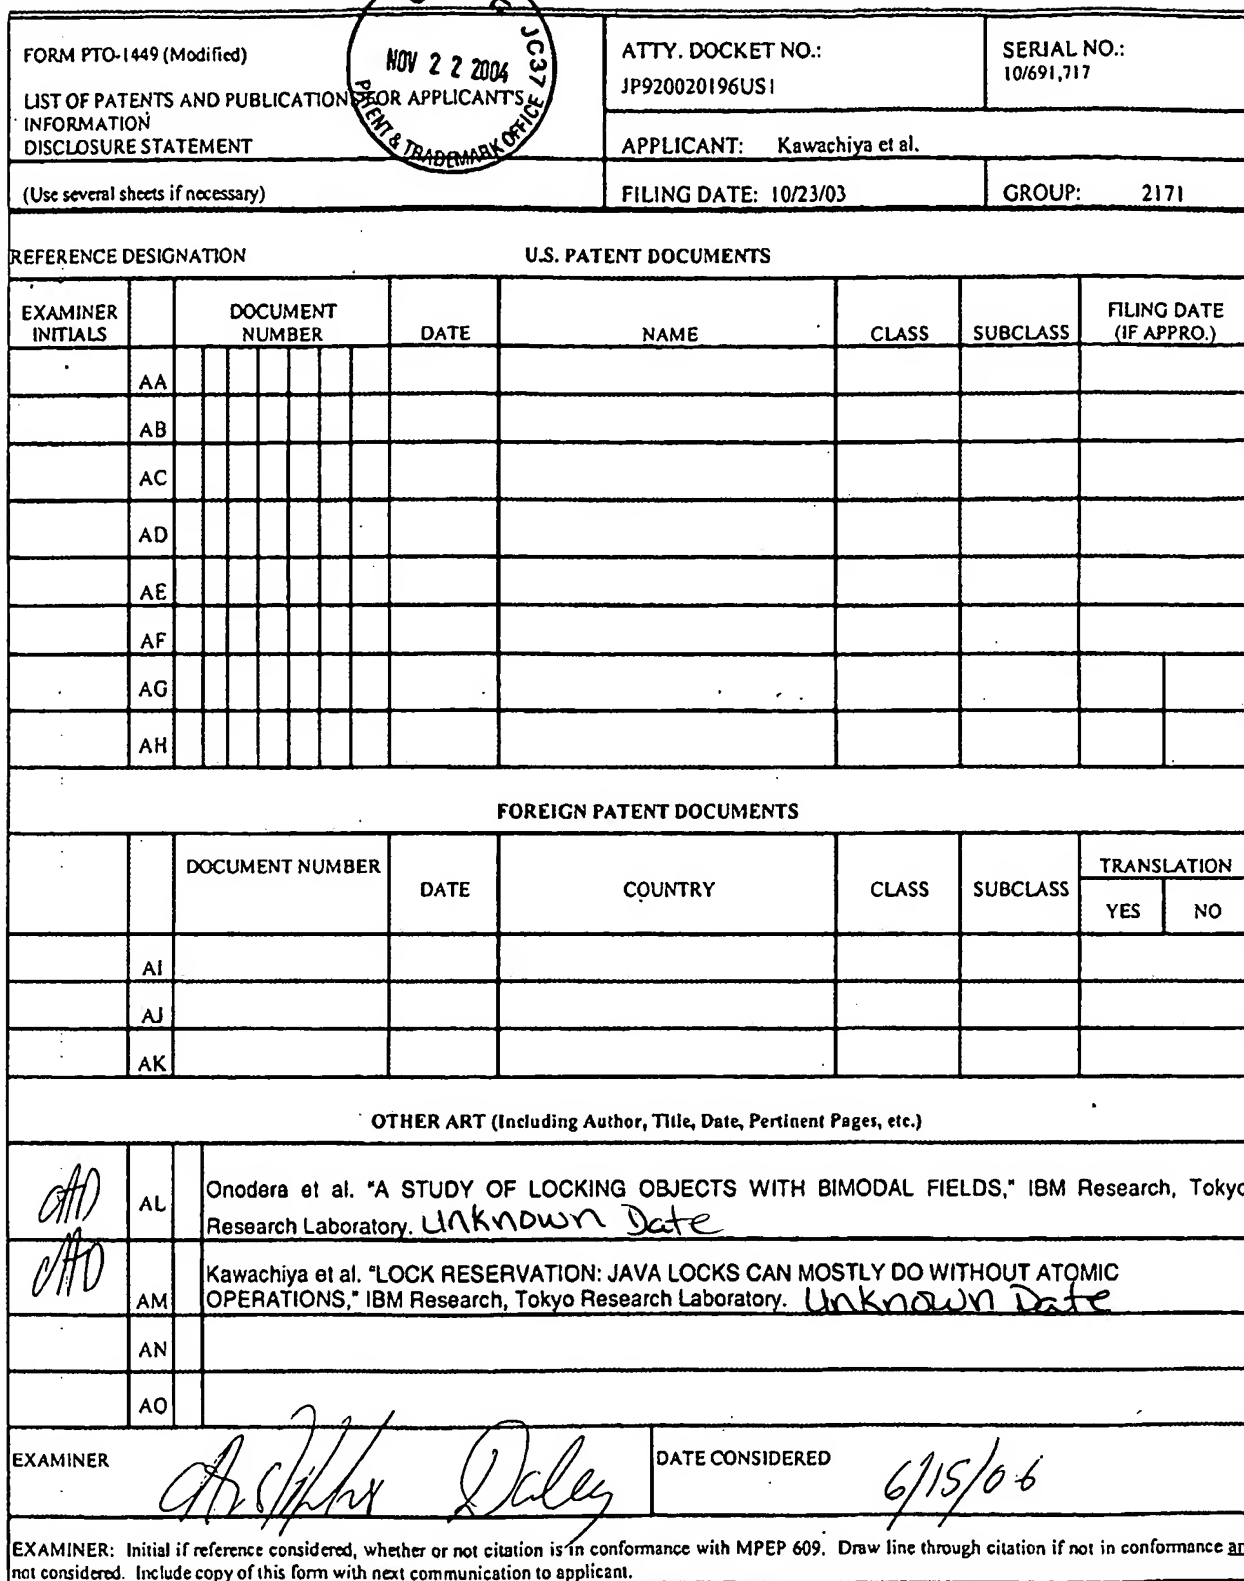 FORM PTO-1449 (Modified)
LIST OF PATENTS AND PUBLICATIONS FOR APPLICANT'S
INFORMATION
DISCLOSURE STATEMENT
(Use several sheets if necessary)
JC37
NOV 2 2 2004
PATENT & TRADEMARK OFFICE
ATTY. DOCKET NO.:
JP920020196US1
SERIAL NO.:
10/691,717
APPLICANT: Kawachiya et al.
FILING DATE: 10/23/03
GROUP: 2171
REFERENCE DESIGNATION U.S. PATENT DOCUMENTS
EXAMINER INITIALS DOCUMENT NUMBER DATE NAME CLASS SUBCLASS FILING DATE (IF APPRO.)
AA
AB
AC
AD
AE
AF
AG
AH
FOREIGN PATENT DOCUMENTS
DOCUMENT NUMBER DATE COUNTRY CLASS SUBCLASS TRANSLATION
YES NO
AI
AJ
AK
OTHER ART (Including Author, Title, Date, Pertinent Pages, etc.)
AL Onodera et al. "A STUDY OF LOCKING OBJECTS WITH BIMODAL FIELDS," IBM Research, Tokyo
Research Laboratory. Unknown Date
Kawachiya et al. "LOCK RESERVATION: JAVA LOCKS CAN MOSTLY DO WITHOUT ATOMIC
AM OPERATIONS," IBM Research, Tokyo Research Laboratory. Unknown Date
AN
AO
EXAMINER Daley DATE CONSIDERED 6/15/06
EXAMINER: Initial if reference considered, whether or not citation is in conformance with MPEP 609. Draw line through citation if not in conformance an
not considered. Include copy of this form with next communication to applicant.